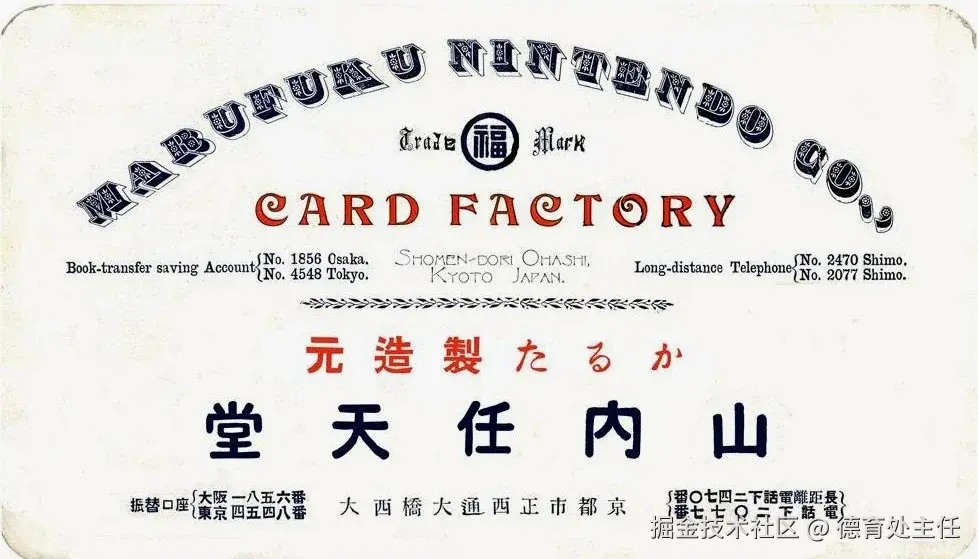 MARUFUKU NINTENDO CO.,
Trade 福 Mark
CARD FACTORY
Book-transfer saving Account { No. 1856 Osaka.
No. 4548 Tokyo.
SHOMEN-DORI OHASHI,
KYOTO JAPAN.
Long-distance Telephone { No. 2470 Shimo.
No. 2077 Shimo.
かるた製造元
山内任天堂
長距離電話下二四七〇番
電話下二〇七七番
京都市正西通大橋西大
振替口座 { 大阪一八五六番
東京四五四八番
掘金技术社区 @ 德育处主任